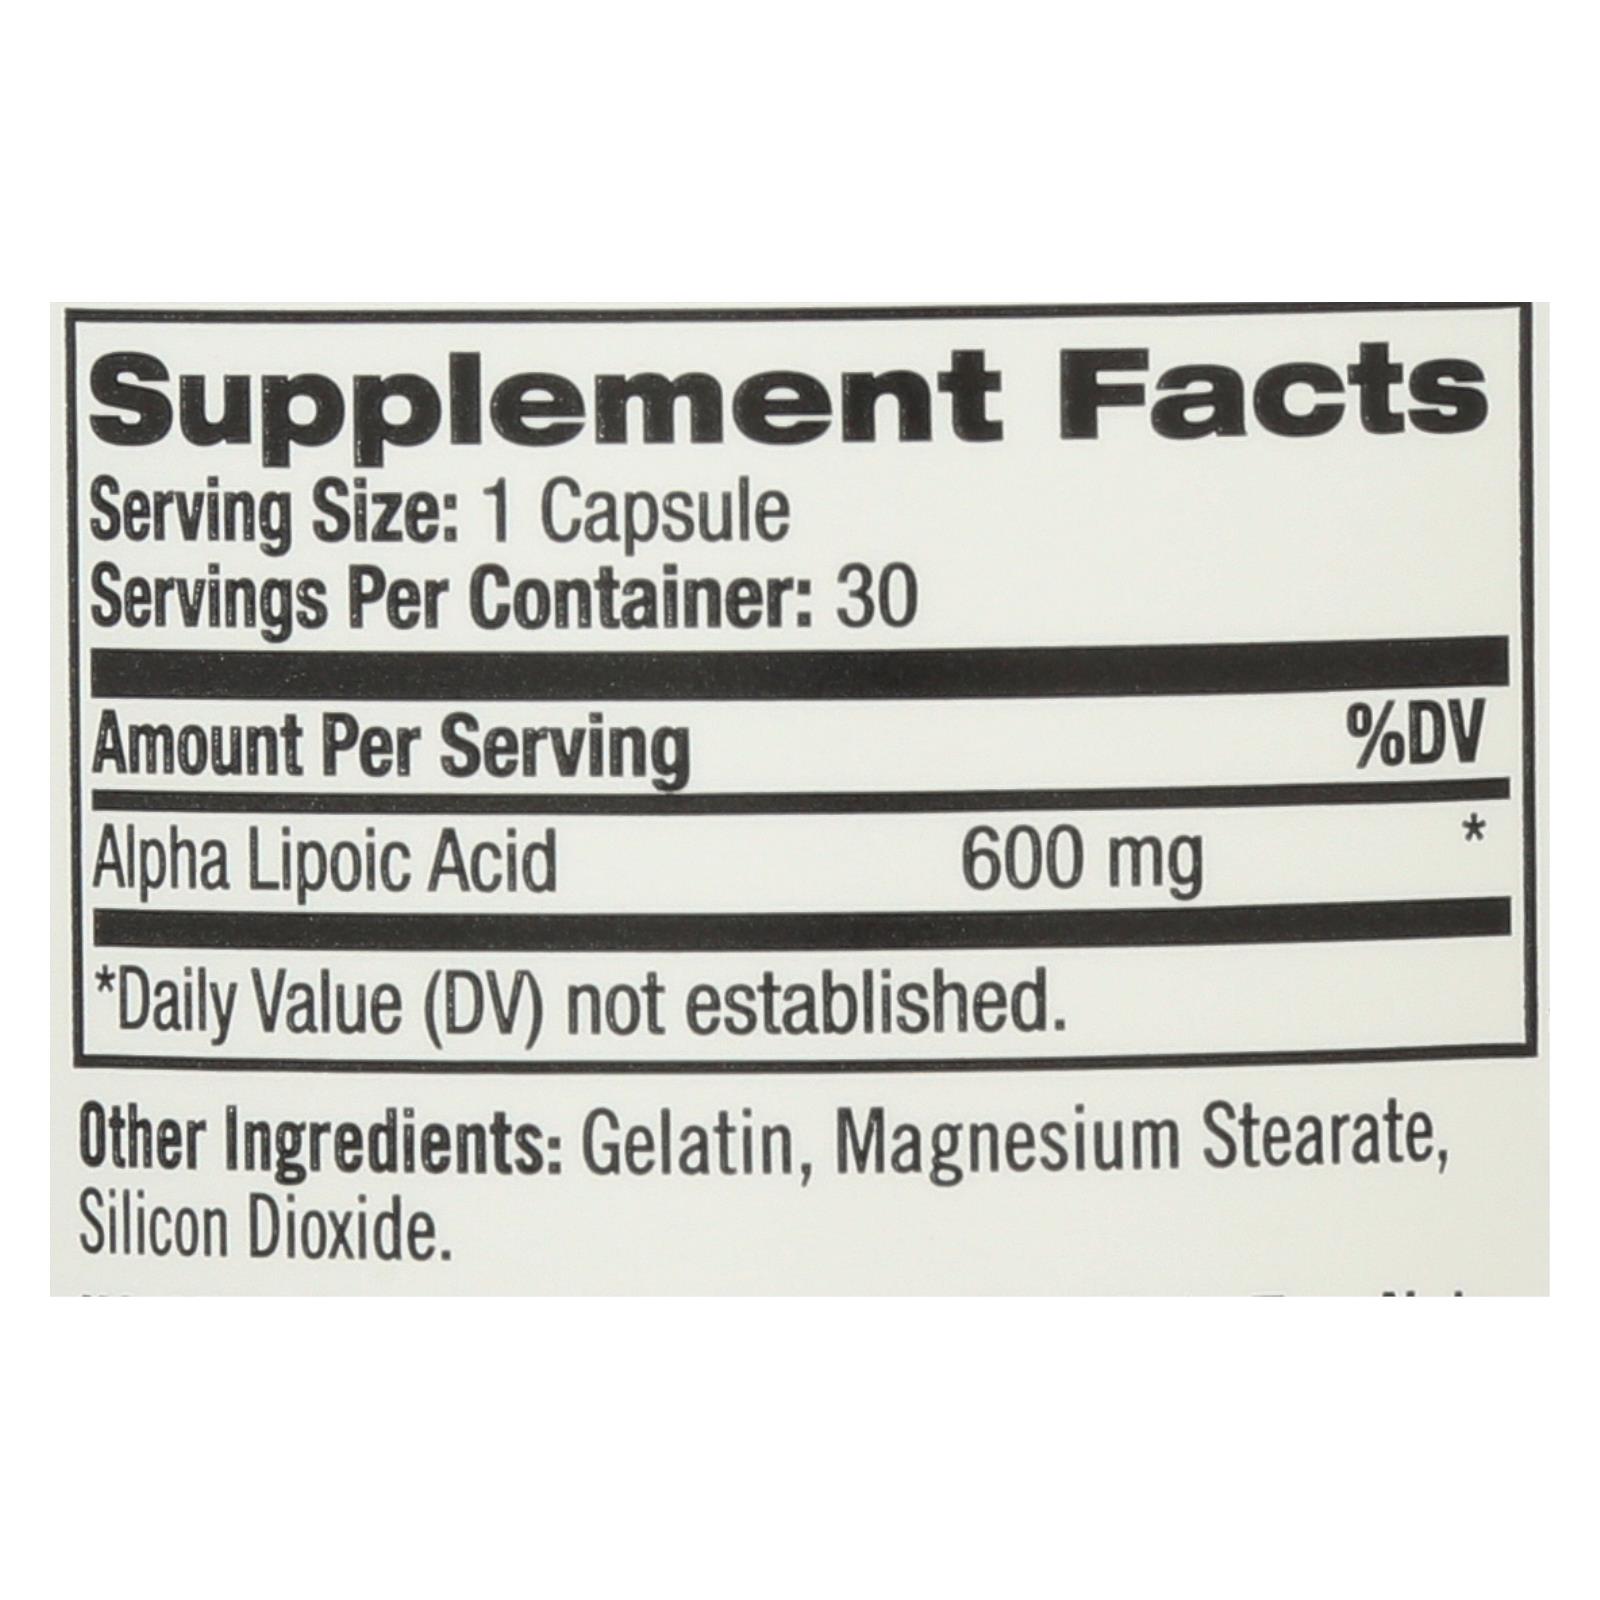 Supplement Facts
Serving Size: 1 Capsule
Servings Per Container: 30
Amount Per Serving %DV
Alpha Lipoic Acid 600 mg *
*Daily Value (DV) not established.
Other Ingredients: Gelatin, Magnesium Stearate,
Silicon Dioxide.